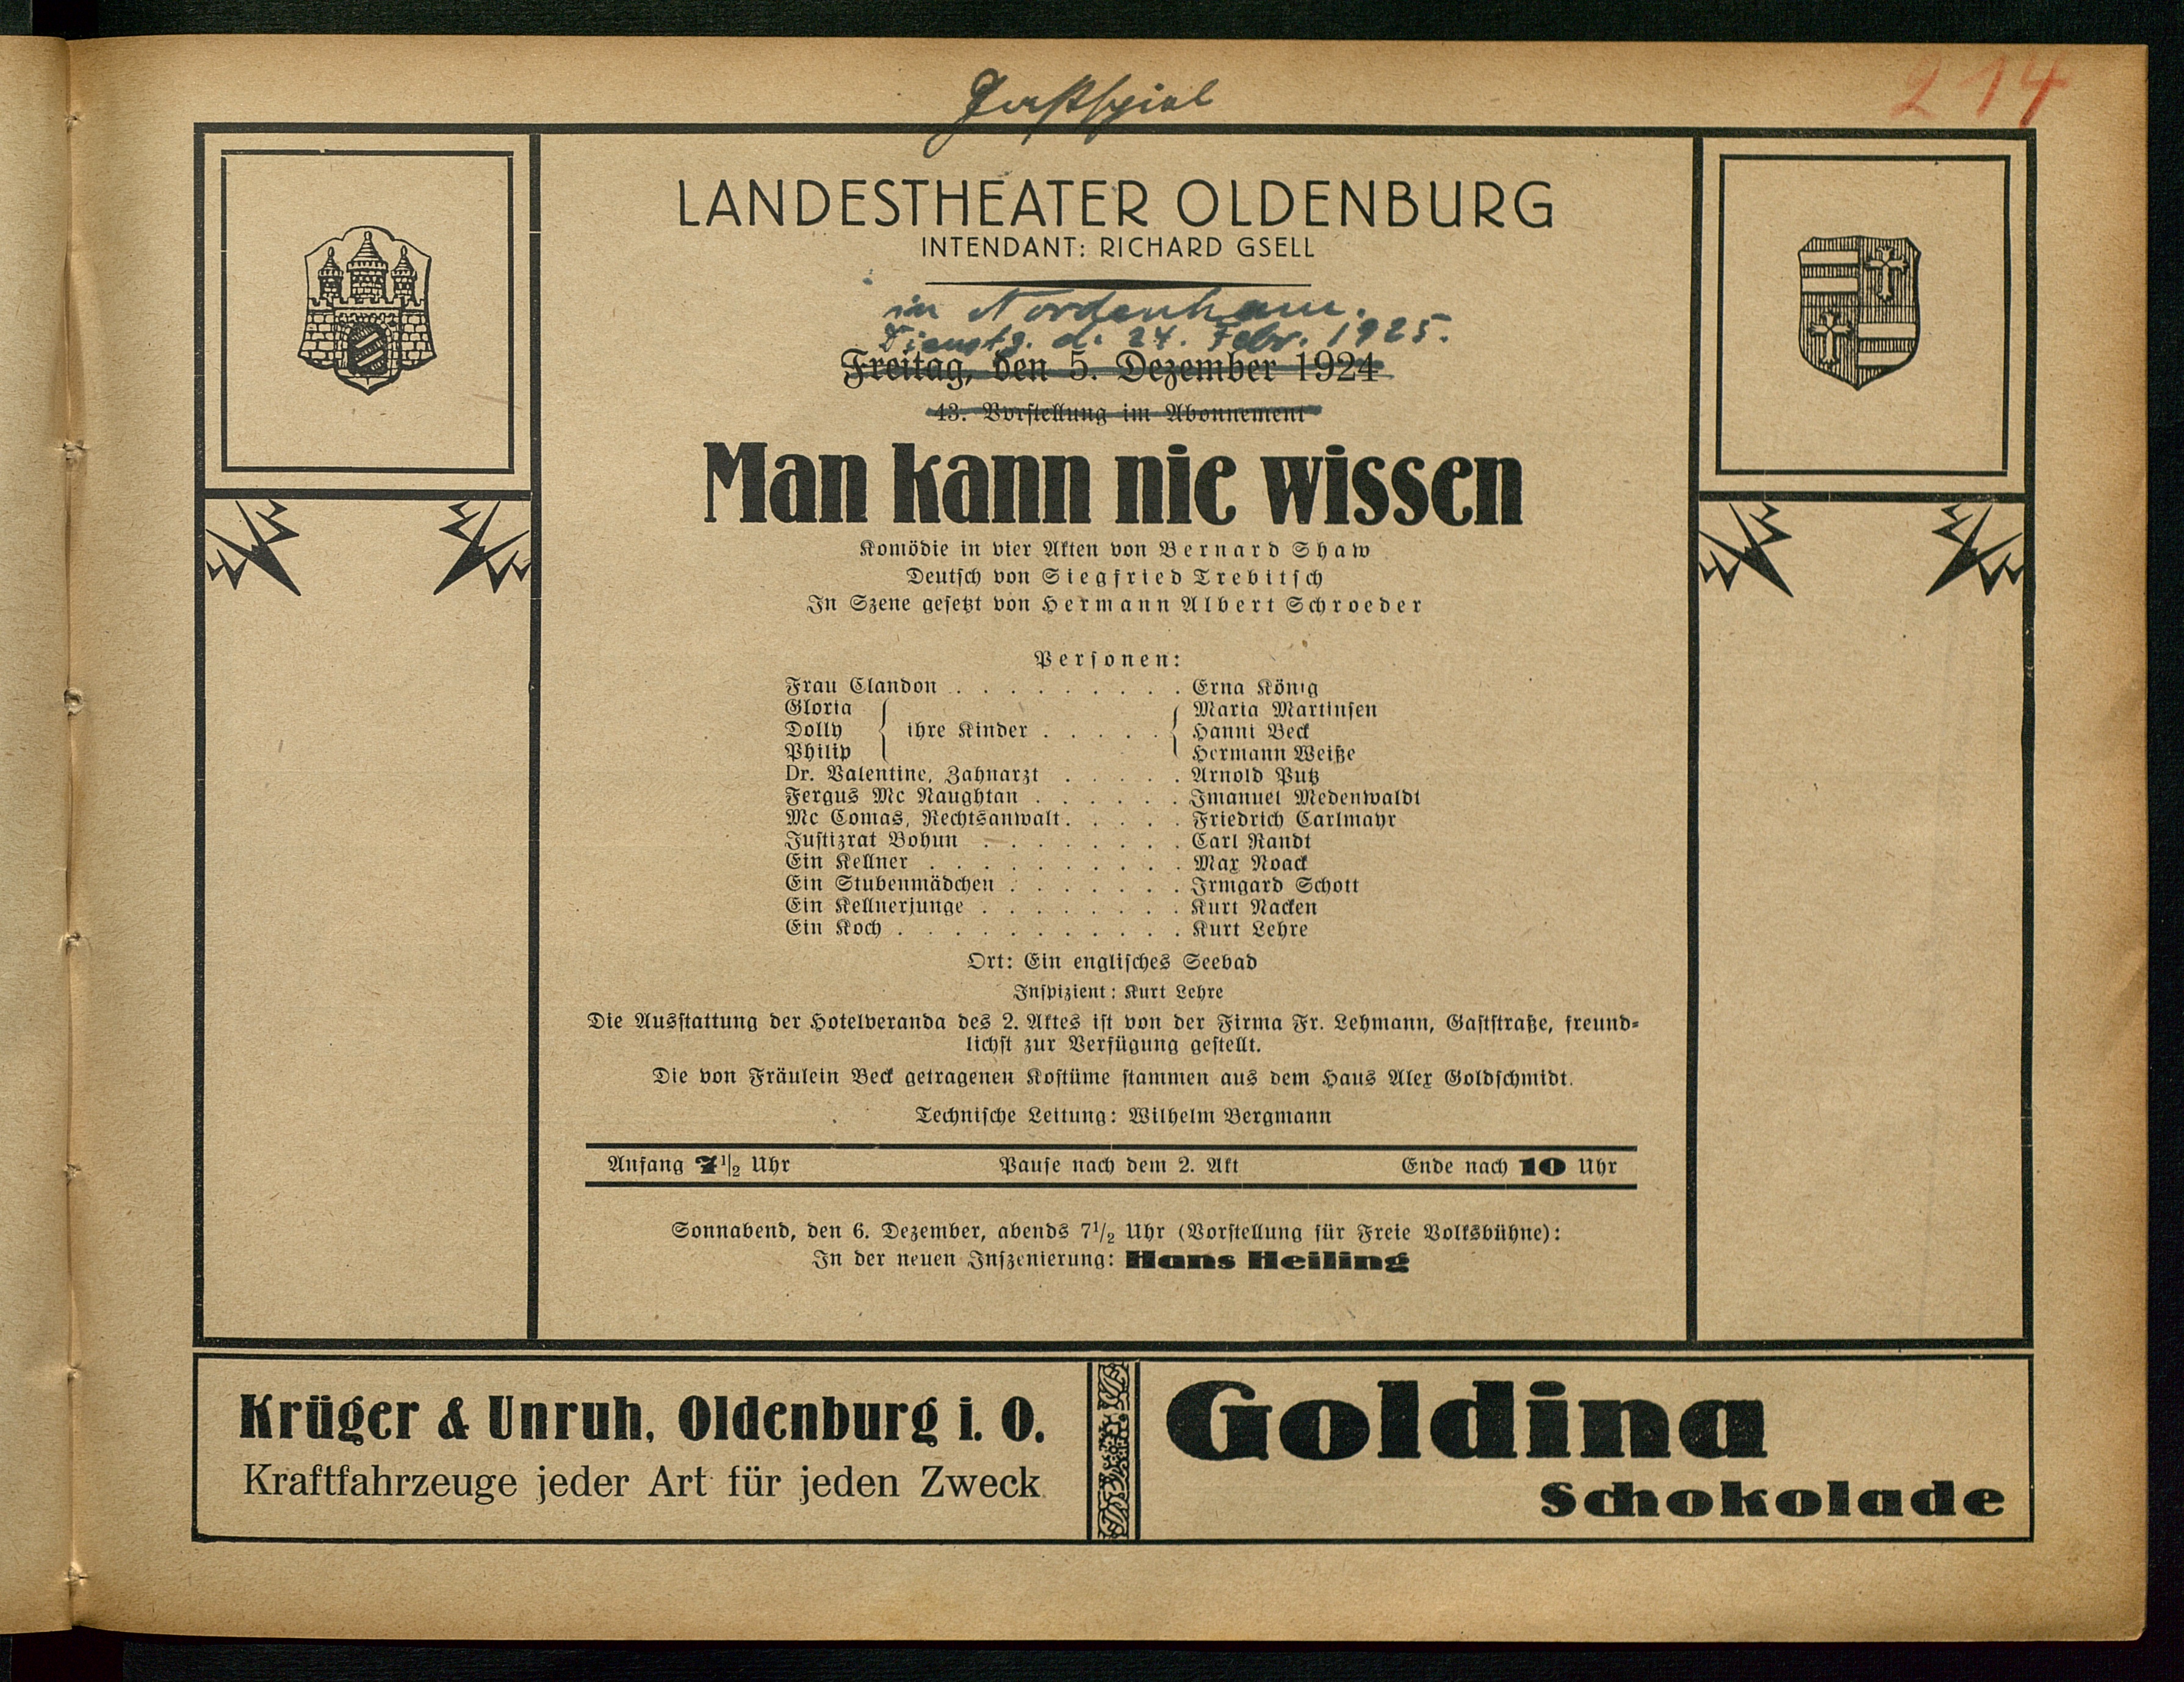 Gastspiel
214
LANDESTHEATER OLDENBURG
INTENDANT: RICHARD GSELL
in Nordenham.
Dienstg. d. 24. Febr. 1925.
Freitag, den 5. Dezember 1924
43. Vorstellung im Abonnement
Man kann nie wissen
Komödie in vier Akten von Bernard Shaw
Deutsch von Siegfried Trebitsch
In Szene gesetzt von Hermann Albert Schroeder
Personen:
Frau Clandon . . . . . . . . . Erna König
Gloria Maria Martinsen
Dolly ihre Kinder . . . . . Hanni Beck
Philip Hermann Weiße
Dr. Valentine, Zahnarzt . . . . . Arnold Putz
Fergus Mc Naughtan . . . . . . Imanuel Medenwaldt
Mc Comas, Rechtsanwalt . . . . . Friedrich Carlmayr
Justizrat Bohun . . . . . . . . Carl Randt
Ein Kellner . . . . . . . . . . Max Noack
Ein Stubenmädchen . . . . . . . Irmgard Schott
Ein Kellnerjunge . . . . . . . . Kurt Nacken
Ein Koch . . . . . . . . . . . Kurt Lehre
Ort: Ein englisches Seebad
Inspizient: Kurt Lehre
Die Ausstattung der Hotelveranda des 2. Aktes ist von der Firma Fr. Lehmann, Gaststraße, freund-
lichst zur Verfügung gestellt.
Die von Fräulein Beck getragenen Kostüme stammen aus dem Haus Alex Goldschmidt.
Technische Leitung: Wilhelm Bergmann
Anfang 7½ Uhr Pause nach dem 2. Akt Ende nach 10 Uhr
Sonnabend, den 6. Dezember, abends 7½ Uhr (Vorstellung für Freie Volksbühne):
In der neuen Inszenierung: Hans Heiling
Krüger & Unruh, Oldenburg i. O.
Kraftfahrzeuge jeder Art für jeden Zweck
Goldina
Schokolade